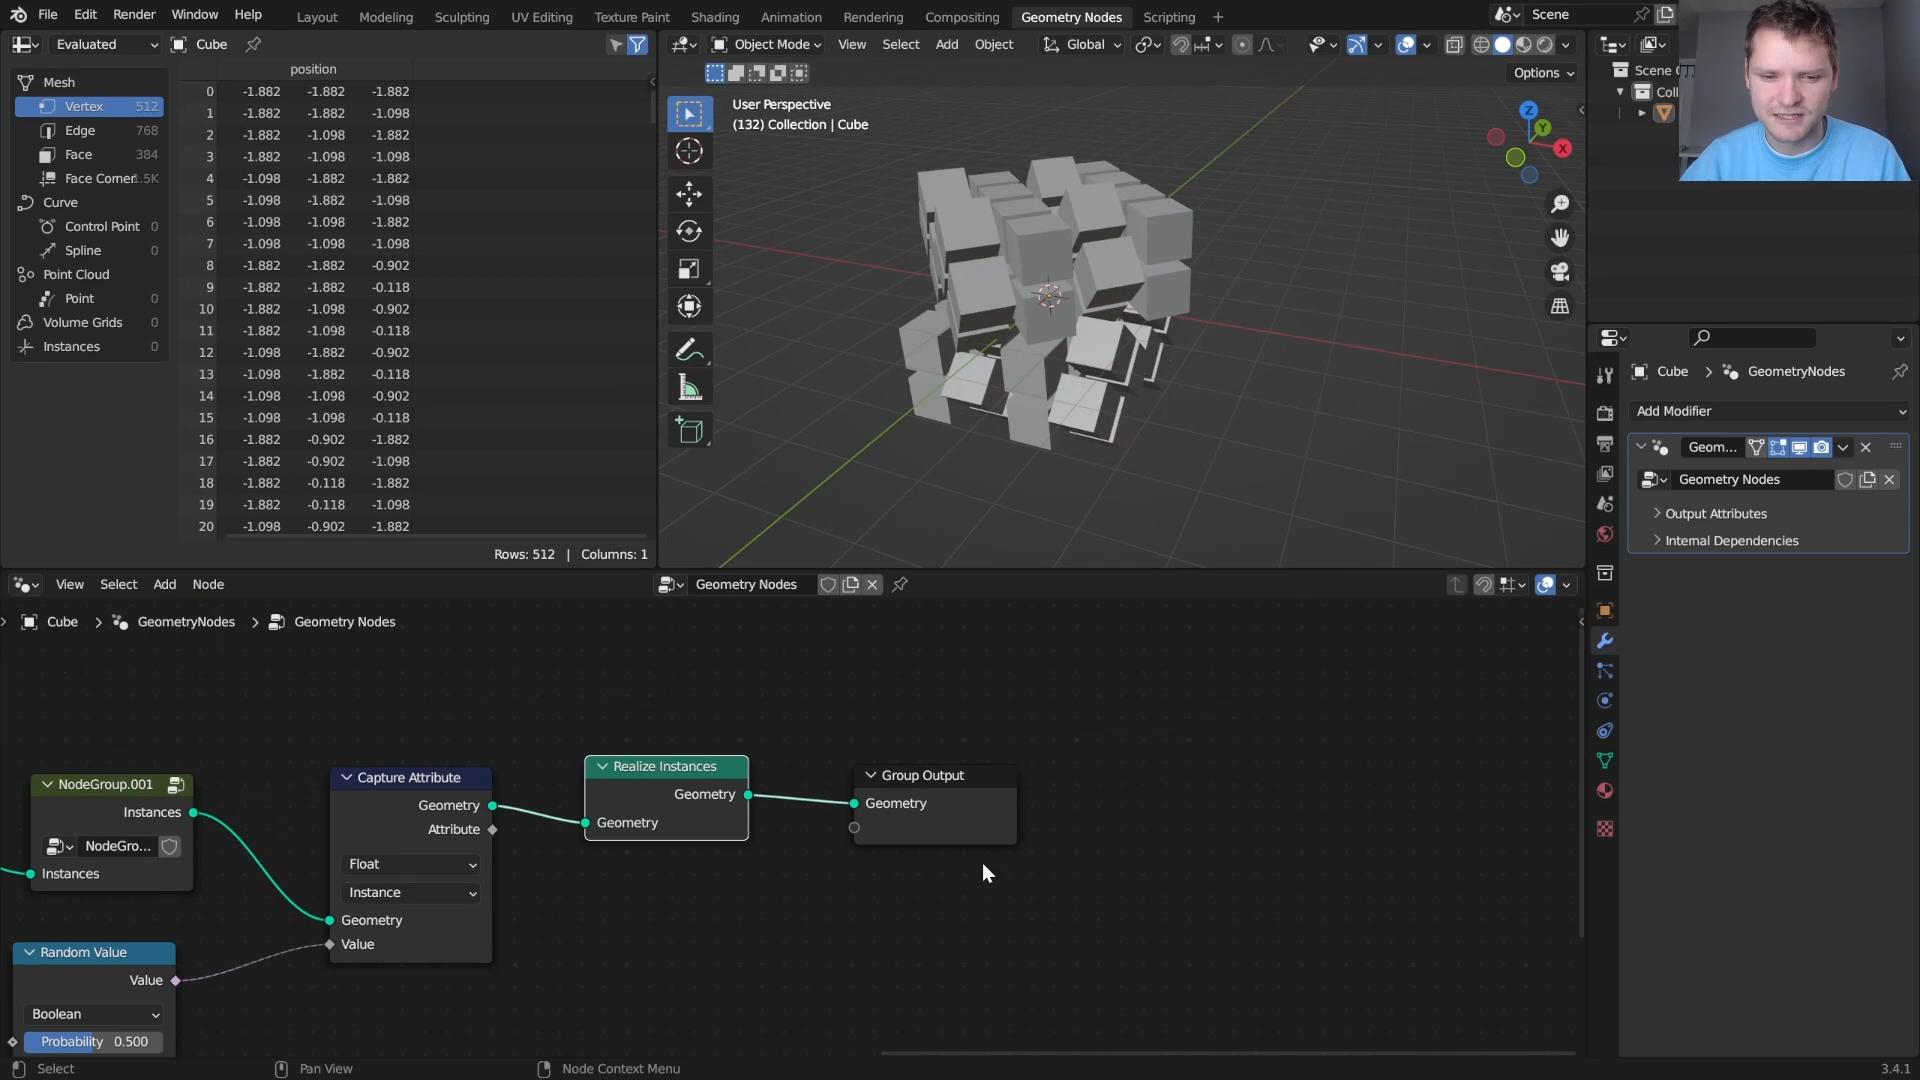 File Edit Render Window Help Layout Modeling Sculpting UV Editing Texture Paint Shading Animation Rendering Compositing Geometry Nodes Scripting + Scene
Evaluated Cube
Object Mode View Select Add Object Global
Options
position
Mesh
Vertex 512
Edge 768
Face 384
Face Corner 1.5K
Curve
Control Point 0
Spline 0
Point Cloud
Point 0
Volume Grids 0
Instances 0
0 -1.882 -1.882 -1.882
1 -1.882 -1.882 -1.098
2 -1.882 -1.098 -1.882
3 -1.882 -1.098 -1.098
4 -1.098 -1.882 -1.882
5 -1.098 -1.882 -1.098
6 -1.098 -1.098 -1.882
7 -1.098 -1.098 -1.098
8 -1.882 -1.882 -0.902
9 -1.882 -1.882 -0.118
10 -1.882 -1.098 -0.902
11 -1.882 -1.098 -0.118
12 -1.098 -1.882 -0.902
13 -1.098 -1.882 -0.118
14 -1.098 -1.098 -0.902
15 -1.098 -1.098 -0.118
16 -1.882 -0.902 -1.882
17 -1.882 -0.902 -1.098
18 -1.882 -0.118 -1.882
19 -1.882 -0.118 -1.098
20 -1.098 -0.902 -1.882
Rows: 512 | Columns: 1
User Perspective
(132) Collection | Cube
Z
Y
X
Scene
Coll
Cube > GeometryNodes
Add Modifier
Geom...
Geometry Nodes
Output Attributes
Internal Dependencies
View Select Add Node
Geometry Nodes
Cube > GeometryNodes > Geometry Nodes
NodeGroup.001
Instances
NodeGro...
Instances
Random Value
Value
Boolean
Probability 0.500
Capture Attribute
Geometry
Attribute
Float
Instance
Geometry
Value
Realize Instances
Geometry
Geometry
Group Output
Geometry
Select Pan View Node Context Menu 3.4.1